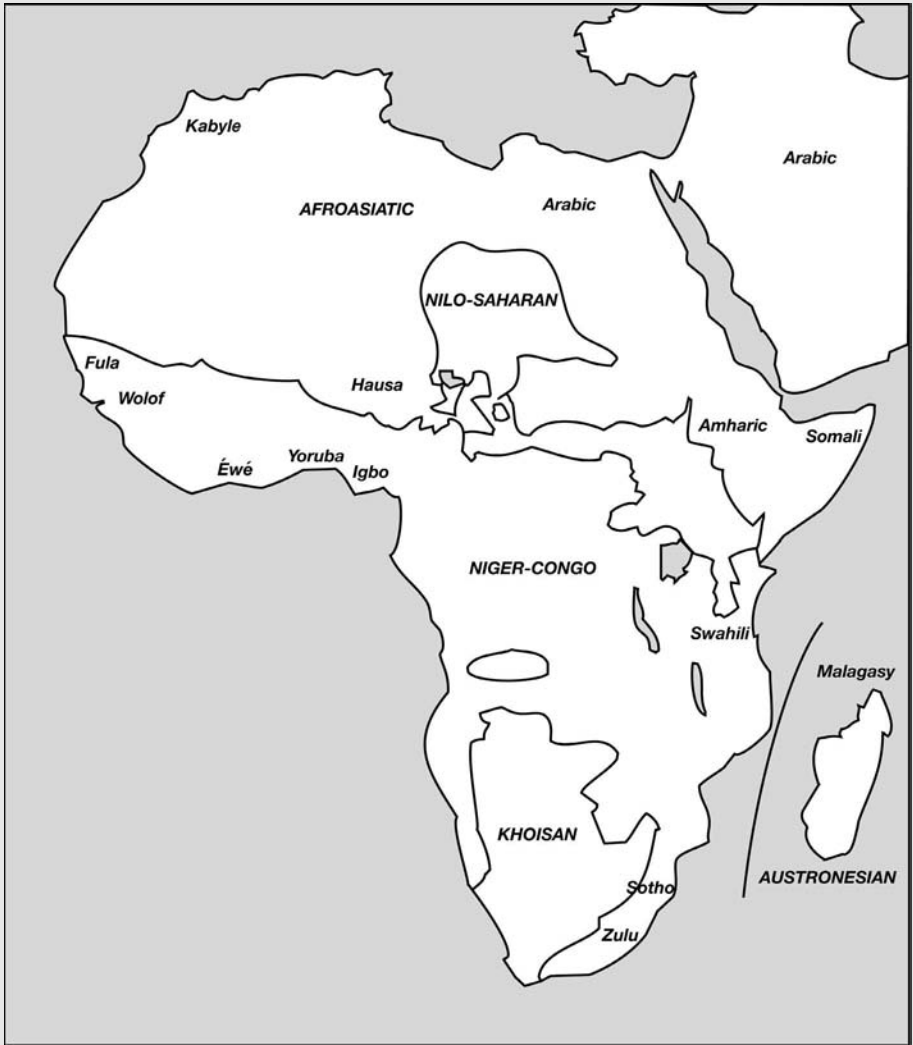 Kabyle
Arabic
AFROASIATIC
Arabic
NILO-SAHARAN
Fula
Hausa
Wolof
Amharic
Somali
Yoruba
Éwé
Igbo
NIGER-CONGO
Swahili
Malagasy
KHOISAN
AUSTRONESIAN
Sotho
Zulu